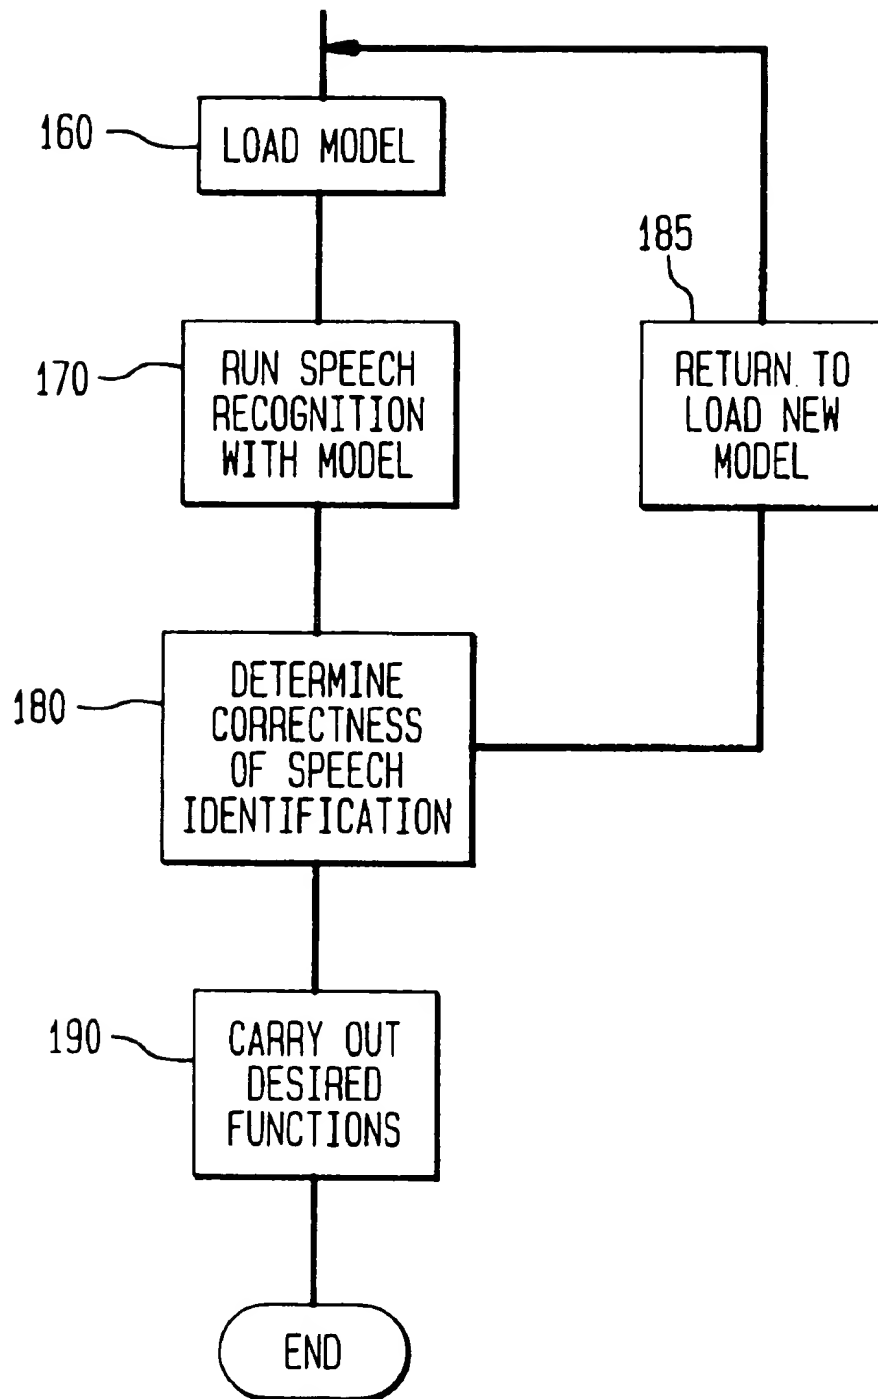 160
LOAD MODEL
185
170
RUN SPEECH
RECOGNITION
WITH MODEL
RETURN TO
LOAD NEW
MODEL
180
DETERMINE
CORRECTNESS
OF SPEECH
IDENTIFICATION
190
CARRY OUT
DESIRED
FUNCTIONS
END